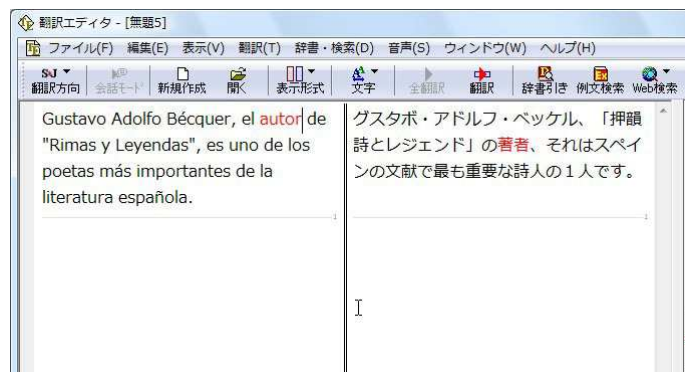 翻訳エディタ - [無題5]
ファイル(F) 編集(E) 表示(V) 翻訳(T) 辞書・検索(D) 音声(S) ウィンドウ(W) ヘルプ(H)
SJ
翻訳方向 会話モード 新規作成 開く 表示形式 文字 全翻訳 翻訳 辞書引き 例文検索 Web検索
Gustavo Adolfo Bécquer, el autor de
"Rimas y Leyendas", es uno de los
poetas más importantes de la
literatura española.
グスタボ・アドルフ・ベッケル、「押韻
詩とレジェンド」の著者、それはスペイ
ンの文献で最も重要な詩人の1人です。